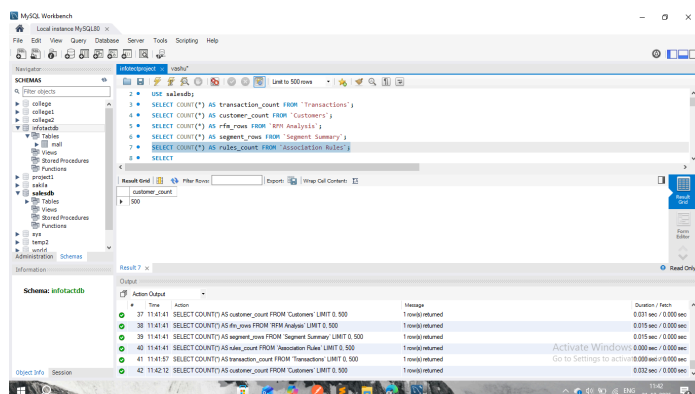 MySQL Workbench
Local instance MySQL80 ×
File Edit View Query Database Server Tools Scripting Help
Navigator
SCHEMAS
Filter objects
college
college1
college2
infotactdb
Tables
mall
Views
Stored Procedures
Functions
project1
sakila
salesdb
Tables
Views
Stored Procedures
Functions
sys
temp2
world
Administration Schemas
Information
Schema: infotactdb
Object Info Session
infotectproject × vashu*
Limit to 500 rows
2 USE salesdb;
3 SELECT COUNT(*) AS transaction_count FROM `Transactions`;
4 SELECT COUNT(*) AS customer_count FROM `Customers`;
5 SELECT COUNT(*) AS rfm_rows FROM `RFM Analysis`;
6 SELECT COUNT(*) AS segment_rows FROM `Segment Summary`;
7 SELECT COUNT(*) AS rules_count FROM `Association Rules`;
8 SELECT
Result Grid Filter Rows: Export: Wrap Cell Content:
customer_count
500
Result Grid
Form Editor
Result 7 × Read Only
Output
Action Output
# Time Action Message Duration / Fetch
37 11:41:41 SELECT COUNT(*) AS customer_count FROM `Customers` LIMIT 0, 500 1 row(s) returned 0.031 sec / 0.000 sec
38 11:41:41 SELECT COUNT(*) AS rfm_rows FROM `RFM Analysis` LIMIT 0, 500 1 row(s) returned 0.015 sec / 0.000 sec
39 11:41:41 SELECT COUNT(*) AS segment_rows FROM `Segment Summary` LIMIT 0, 500 1 row(s) returned 0.015 sec / 0.000 sec
40 11:41:41 SELECT COUNT(*) AS rules_count FROM `Association Rules` LIMIT 0, 500 1 row(s) returned 0.000 sec / 0.000 sec
41 11:41:57 SELECT COUNT(*) AS transaction_count FROM `Transactions` LIMIT 0, 500 1 row(s) returned 0.000 sec / 0.000 sec
42 11:42:12 SELECT COUNT(*) AS customer_count FROM `Customers` LIMIT 0, 500 1 row(s) returned 0.032 sec / 0.000 sec
Activate Windows
Go to Settings to activate
ENG 11:42